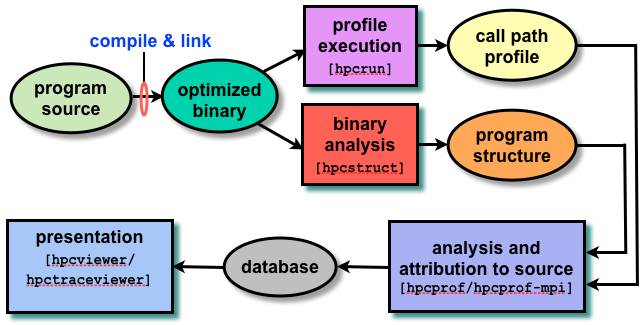 compile & link
program
source
optimized
binary
profile
execution
[hpcrun]
call path
profile
binary
analysis
[hpcstruct]
program
structure
presentation
[hpcviewer/
hpctraceviewer]
database
analysis and
attribution to source
[hpcprof/hpcprof-mpi]